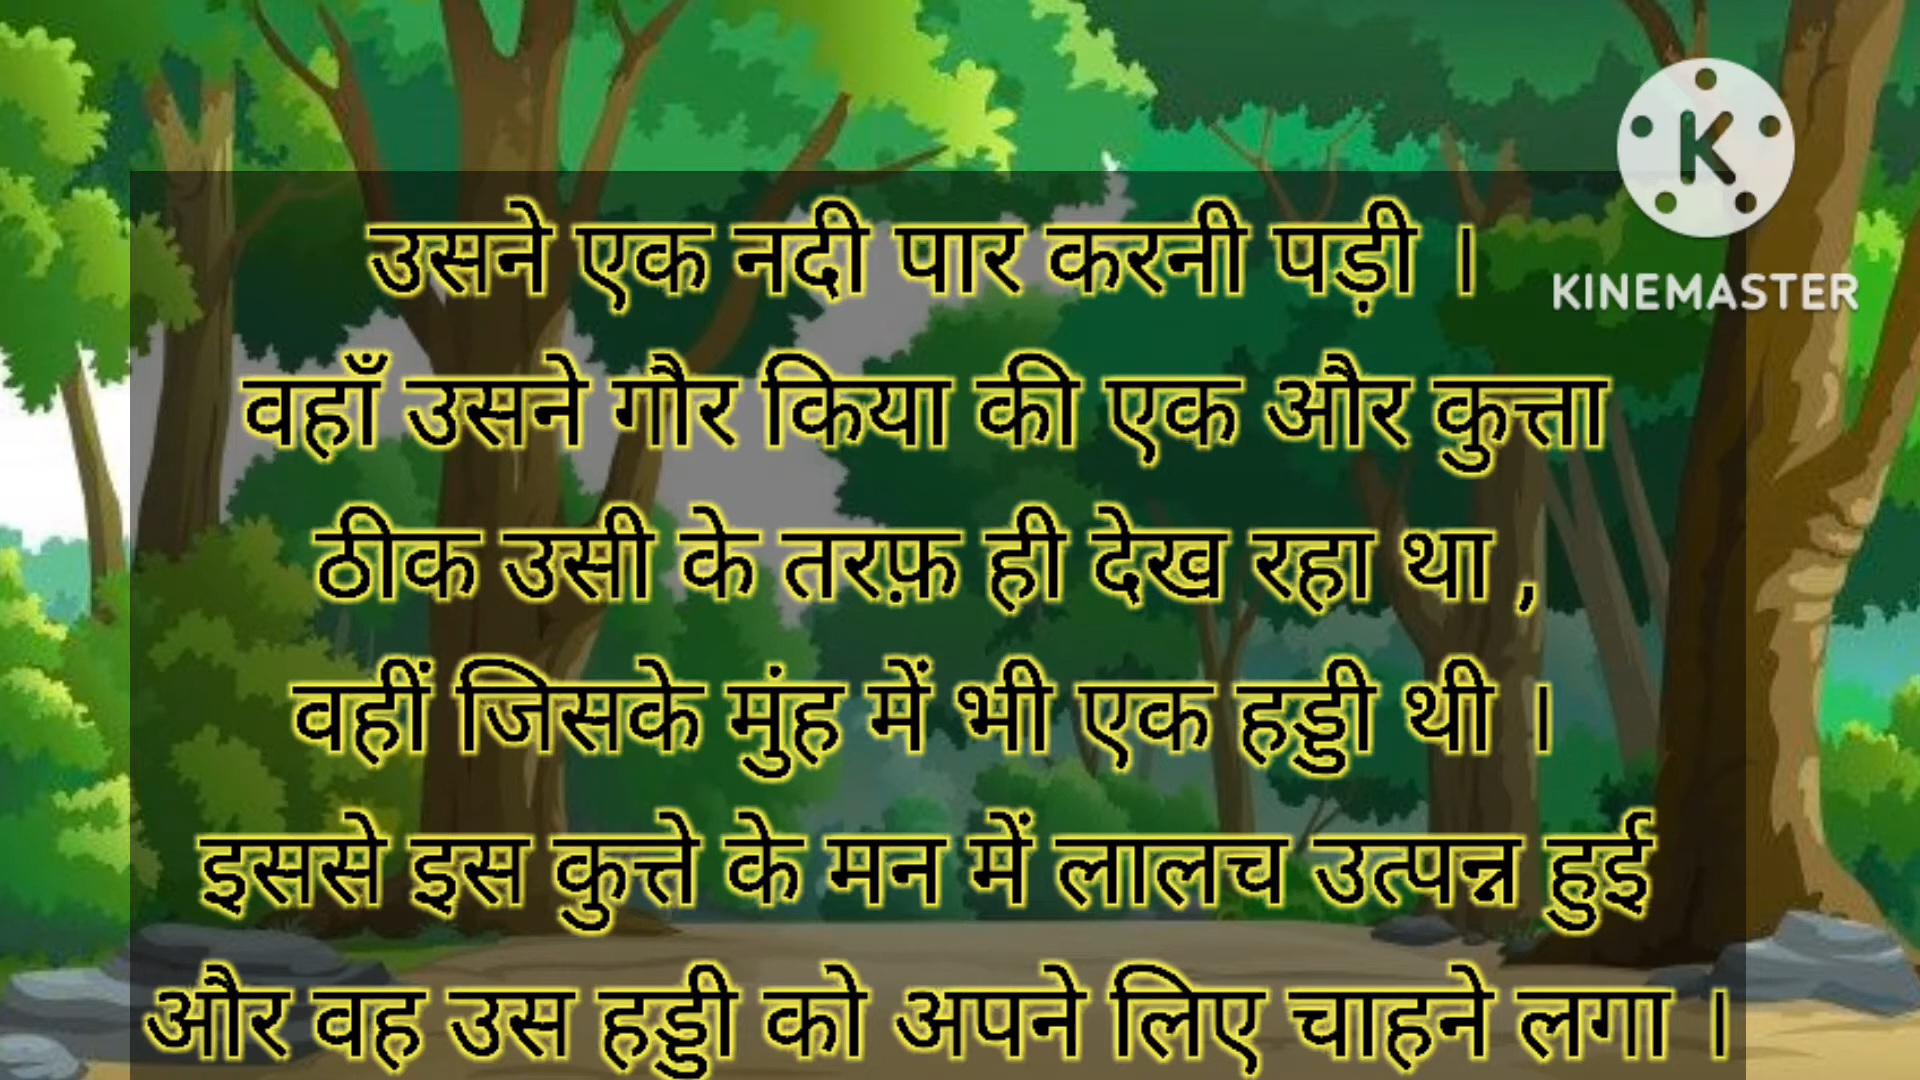 उसने एक नदी पार करनी पड़ी ।
वहाँ उसने गौर किया की एक और कुत्ता
ठीक उसी के तरफ़ ही देख रहा था ,
वहीं जिसके मुंह में भी एक हड्डी थी ।
इससे इस कुत्ते के मन में लालच उत्पन्न हुई
और वह उस हड्डी को अपने लिए चाहने लगा ।
K
KINEMASTER